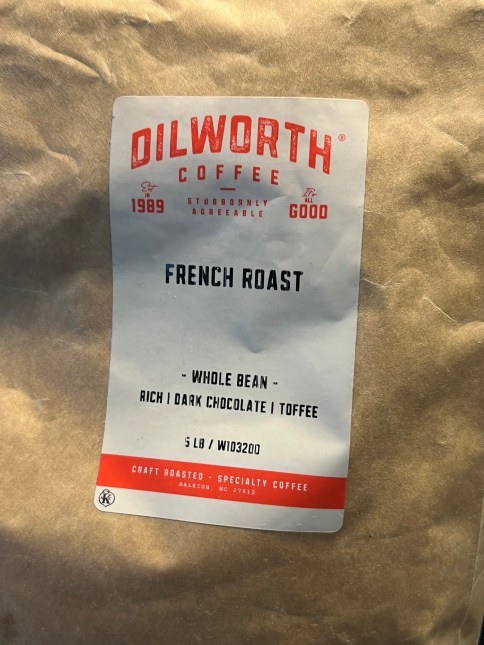 DILWORTH®
COFFEE
Est IN 1989
STUBBORNLY AGREEABLE
It's ALL GOOD
FRENCH ROAST
- WHOLE BEAN -
RICH | DARK CHOCOLATE | TOFFEE
5 LB / W103200
CRAFT ROASTED - SPECIALTY COFFEE
RALEIGH, NC 27612
K